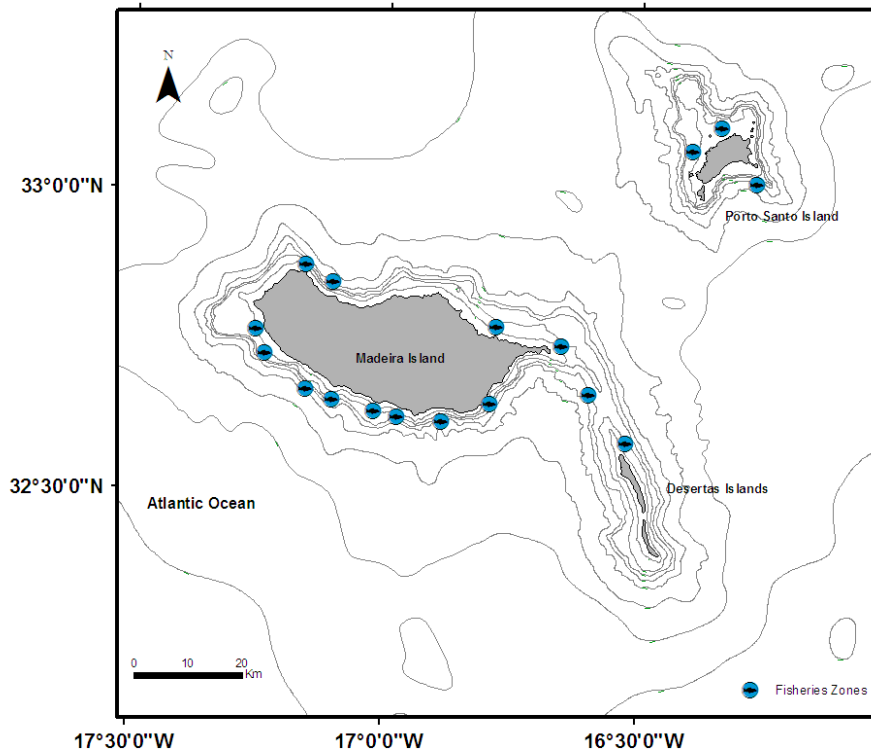 N
33°0'0"N
Porto Santo Island
Madeira Island
32°30'0"N
Desertas Islands
Atlantic Ocean
0 10 20
Km
Fisheries Zones
17°30'0"W 17°0'0"W 16°30'0"W